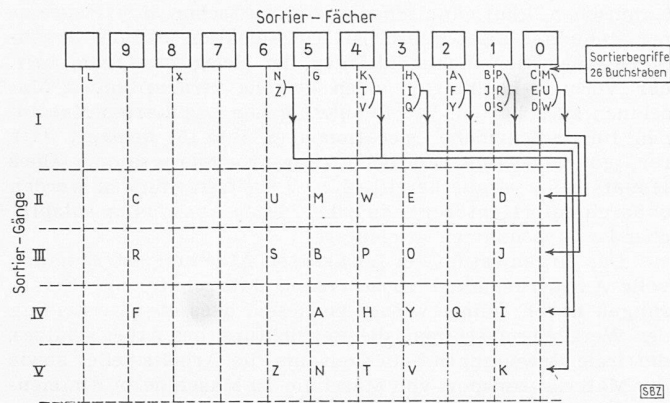 Sortier-Fächer
9 8 7 6 5 4 3 2 1 0
Sortierbegriffe
26 Buchstaben
Sortier-Gänge
I
L X N G K H A B P C M
Z T I F J R E U
V Q Y O S D W
II C U M W E D
III R S B P O J
IV F A H Y Q I
V Z N T V K
SBZ